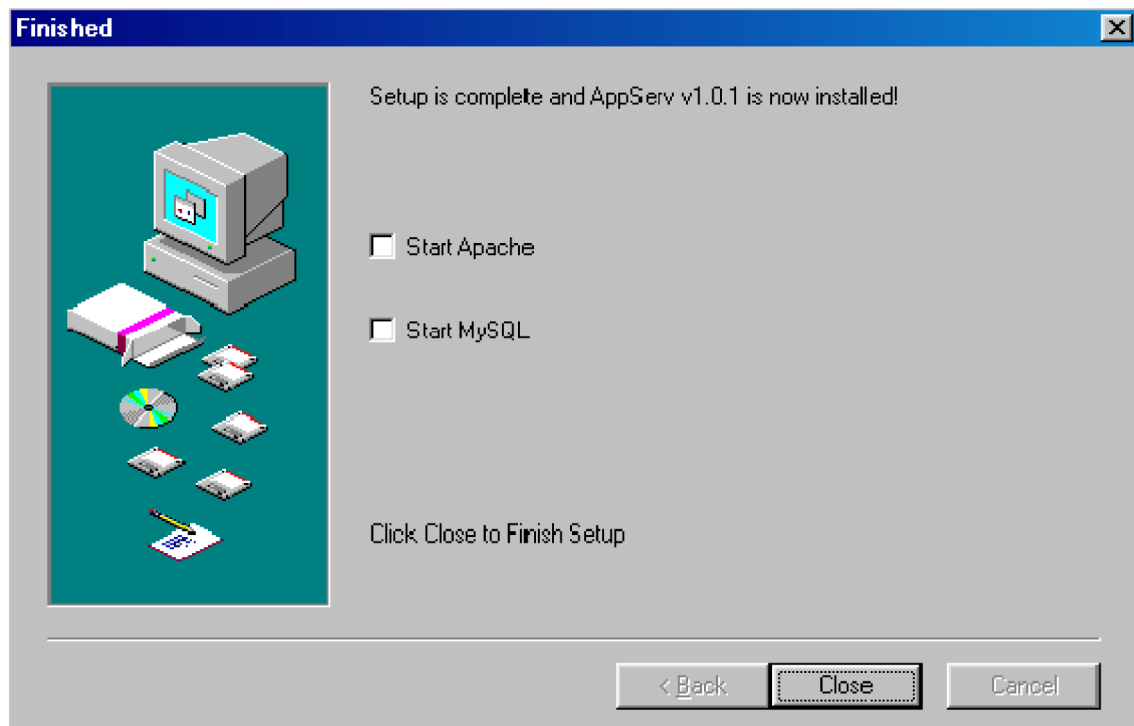 Finished
Setup is complete and AppServ v1.0.1 is now installed!
Start Apache
Start MySQL
Click Close to Finish Setup
< Back
Close
Cancel